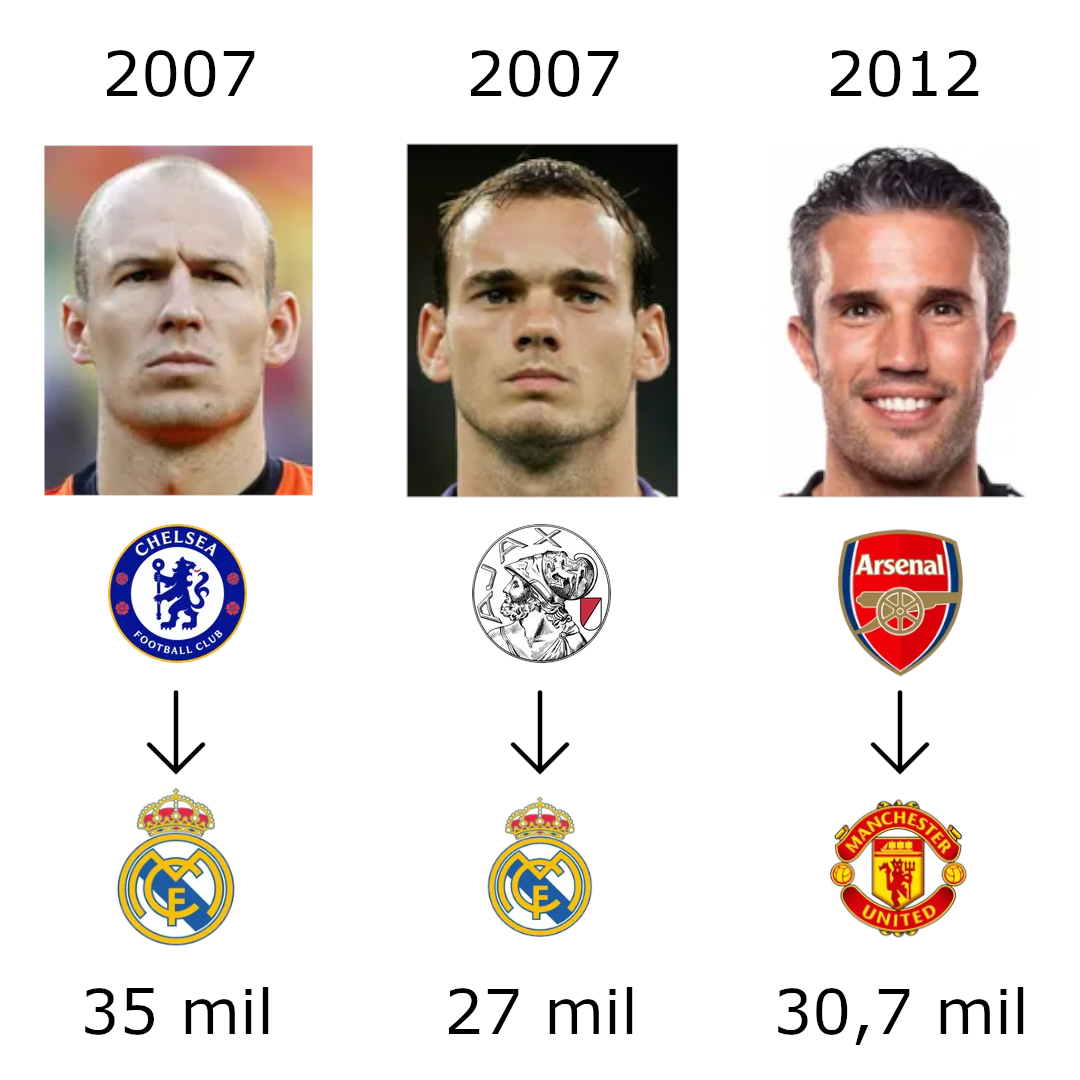 2007 2007 2012
CHELSEA
FOOTBALL CLUB
AJAX
Arsenal
MANCHESTER
UNITED
35 mil 27 mil 30,7 mil